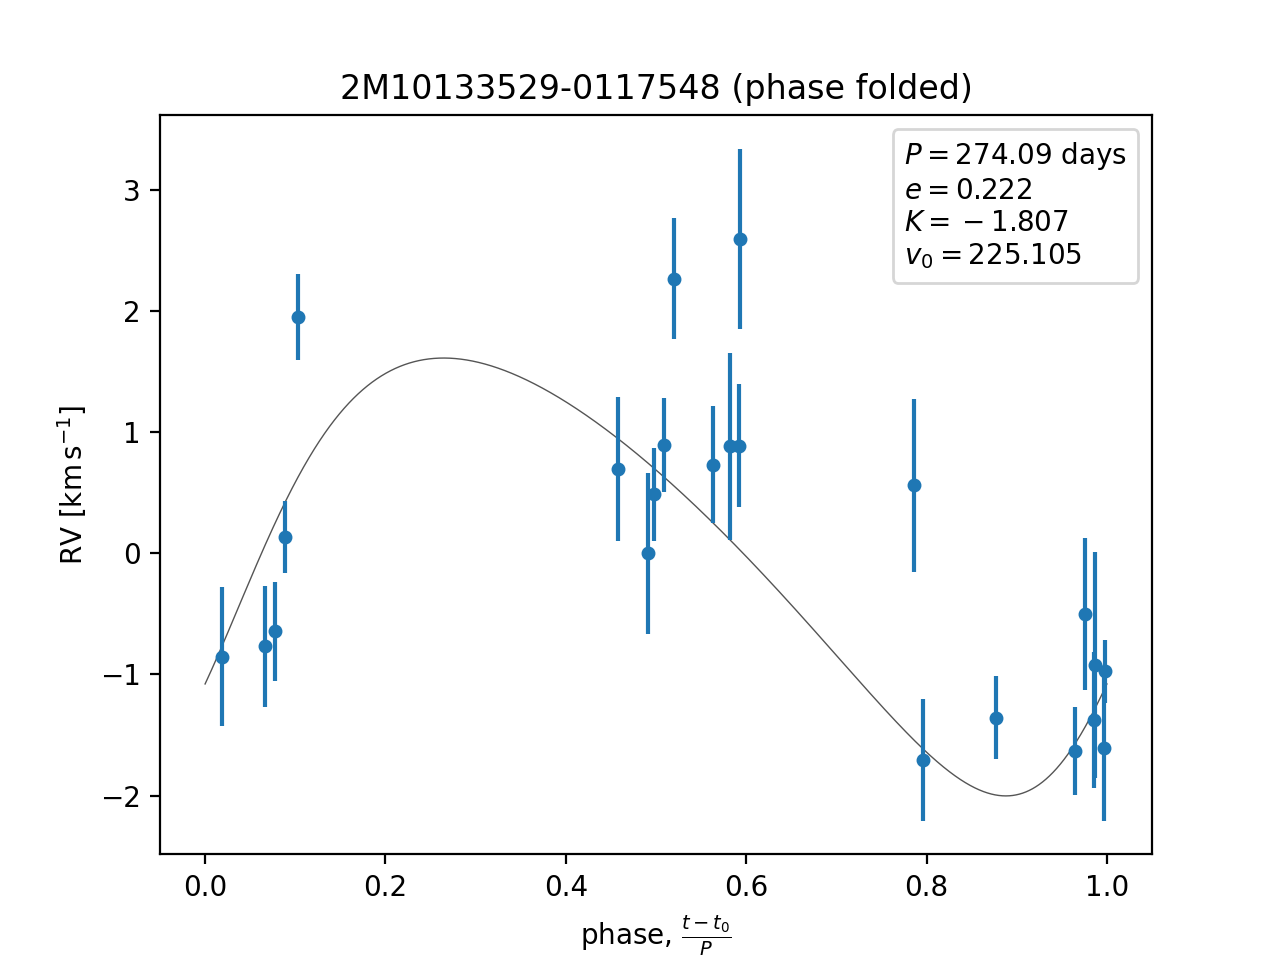 2M10133529-0117548 (phase folded)
P = 274.09 days
e = 0.222
K = −1.807
v₀ = 225.105
RV [km s⁻¹]
3
2
1
0
−1
−2
0.0 0.2 0.4 0.6 0.8 1.0
phase, (t − t₀)/P